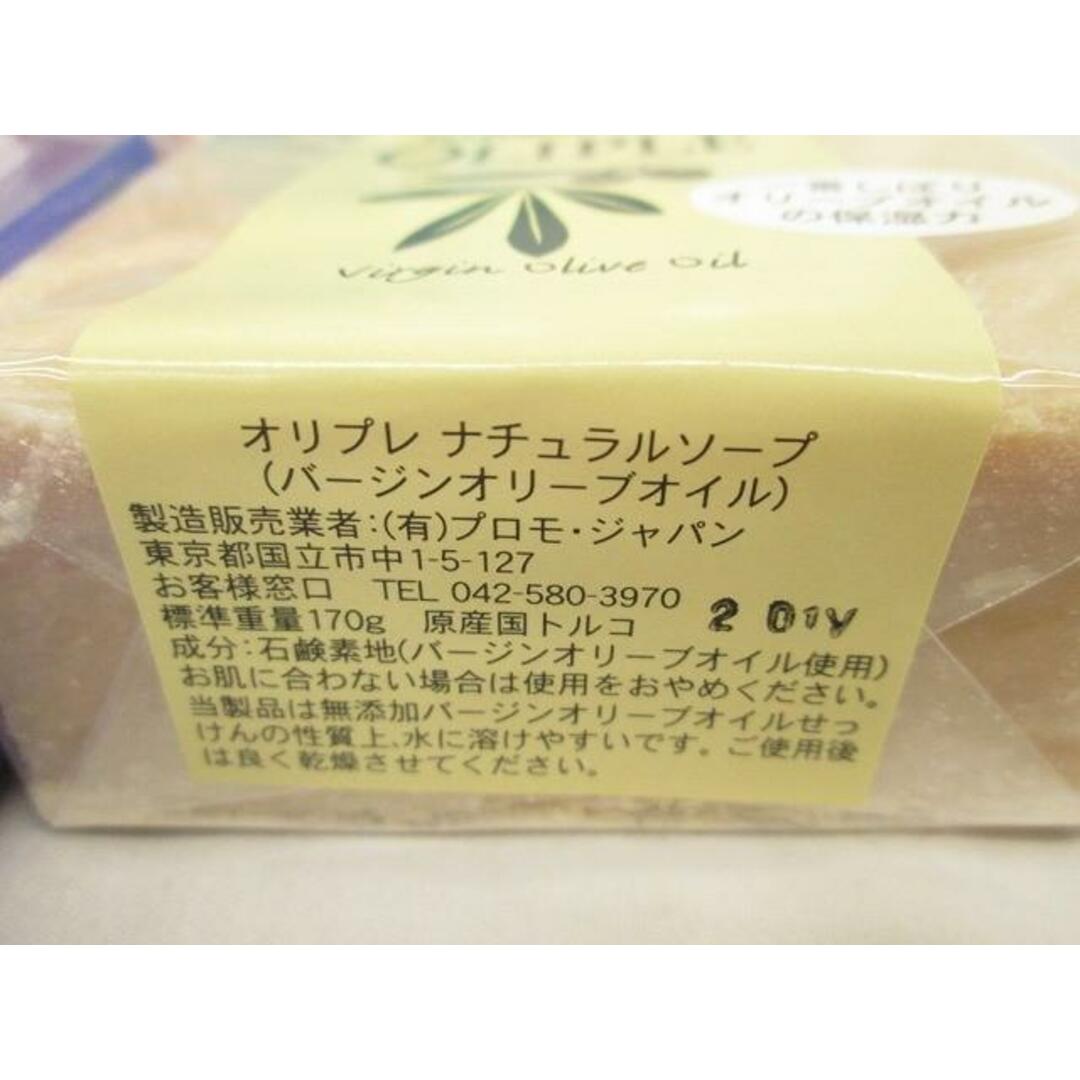 virgin olive oil
オリーブオイル
の保湿力
オリプレ ナチュラルソープ
(バージンオリーブオイル)
製造販売業者:(有)プロモ・ジャパン
東京都国立市中1-5-127
お客様窓口 TEL 042-580-3970
標準重量170g 原産国トルコ
成分:石鹸素地(バージンオリーブオイル使用)
お肌に合わない場合は使用をおやめください。
当製品は無添加バージンオリーブオイルせっ
けんの性質上、水に溶けやすいです。ご使用後
は良く乾燥させてください。